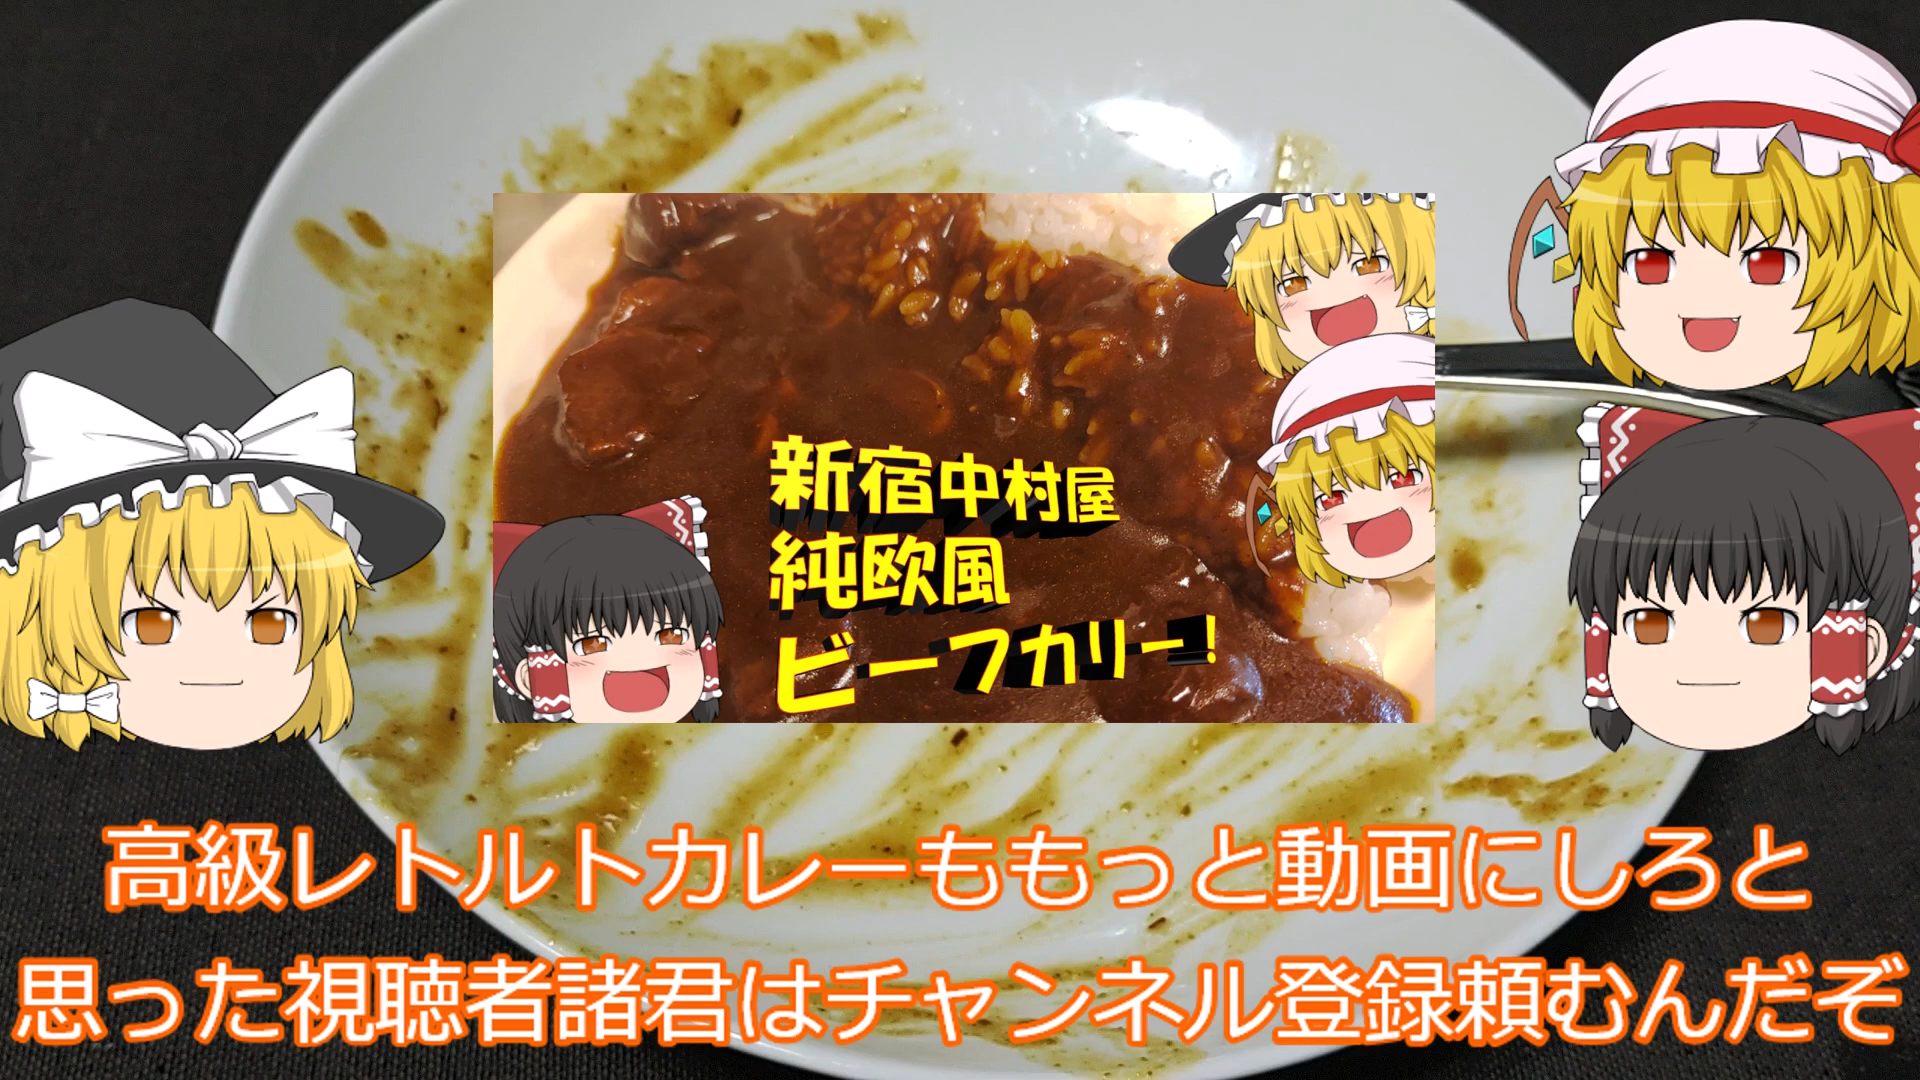 新宿中村屋
純欧風
ビーフカリー!
高級レトルトカレーももっと動画にしろと
思った視聴者諸君はチャンネル登録頼むんだぞ